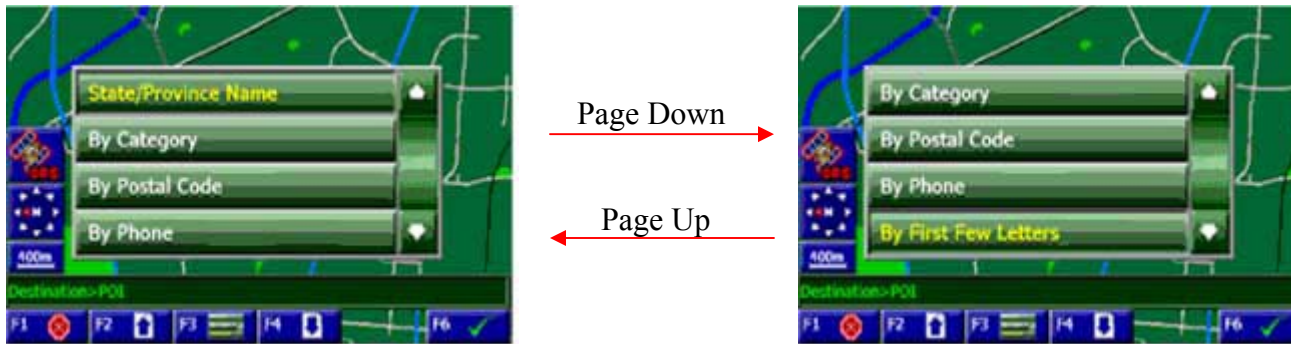 State/Province Name
By Category
By Postal Code
By Phone
GPS
N
400m
Destination>POI
F1 F2 F3 F4 F6
Page Down
Page Up
By Category
By Postal Code
By Phone
By First Few Letters
GPS
N
400m
Destination>POI
F1 F2 F3 F4 F6